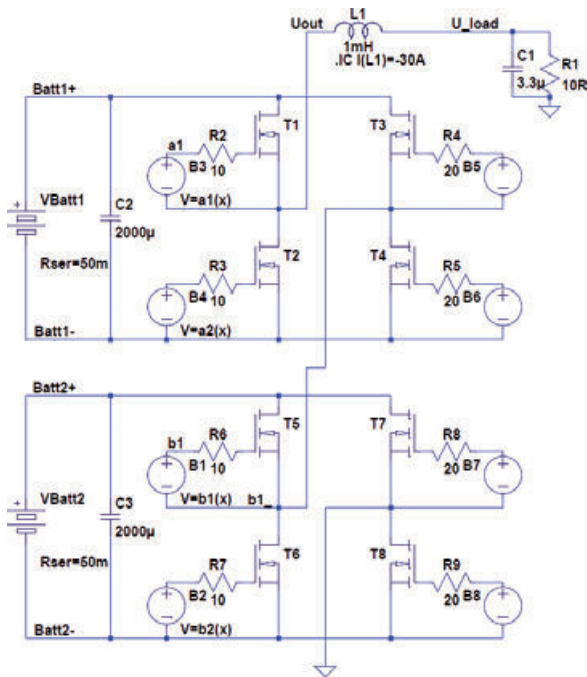 L1
Uout
U_load
1mH
.IC I(L1)=-30A
C1
3.3µ
R1
10R
Batt1+
T1
T3
a1
R2
B3
10
R4
20
B5
V=a1(x)
VBatt1
C2
2000µ
Rser=50m
T2
T4
R3
B4
10
R5
20
B6
V=a2(x)
Batt1-
Batt2+
T5
T7
b1
R6
B1
10
R8
20
B7
V=b1(x)
b1_
VBatt2
C3
2000µ
Rser=50m
T6
T8
R7
B2
10
R9
20
B8
V=b2(x)
Batt2-